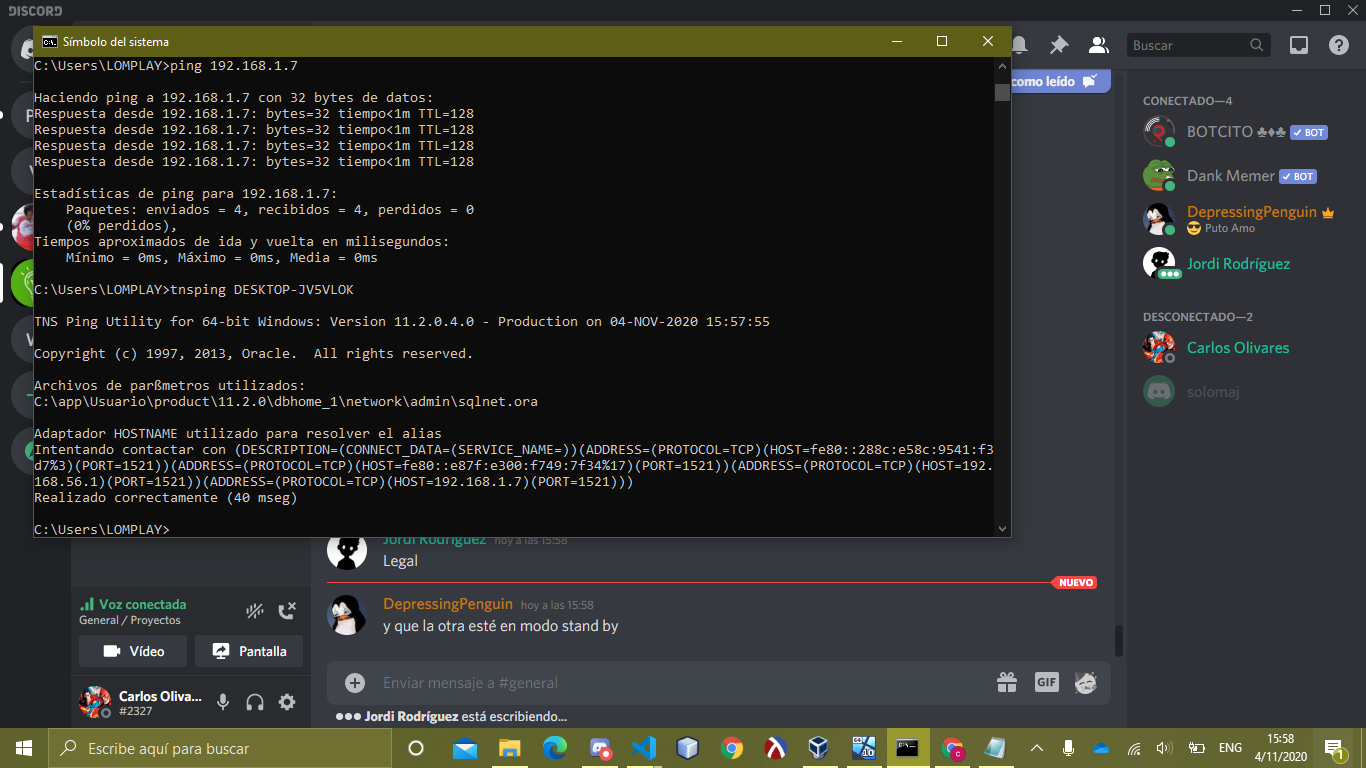 DISCORD
Símbolo del sistema
C:\Users\LOMPLAY>ping 192.168.1.7
Haciendo ping a 192.168.1.7 con 32 bytes de datos:
Respuesta desde 192.168.1.7: bytes=32 tiempo<1m TTL=128
Respuesta desde 192.168.1.7: bytes=32 tiempo<1m TTL=128
Respuesta desde 192.168.1.7: bytes=32 tiempo<1m TTL=128
Respuesta desde 192.168.1.7: bytes=32 tiempo<1m TTL=128
Estadísticas de ping para 192.168.1.7:
Paquetes: enviados = 4, recibidos = 4, perdidos = 0
(0% perdidos),
Tiempos aproximados de ida y vuelta en milisegundos:
Mínimo = 0ms, Máximo = 0ms, Media = 0ms
C:\Users\LOMPLAY>tnsping DESKTOP-JV5VLOK
TNS Ping Utility for 64-bit Windows: Version 11.2.0.4.0 - Production on 04-NOV-2020 15:57:55
Copyright (c) 1997, 2013, Oracle.  All rights reserved.
Archivos de parßmetros utilizados:
C:\app\Usuario\product\11.2.0\dbhome_1\network\admin\sqlnet.ora
Adaptador HOSTNAME utilizado para resolver el alias
Intentando contactar con (DESCRIPTION=(CONNECT_DATA=(SERVICE_NAME=))(ADDRESS=(PROTOCOL=TCP)(HOST=fe80::288c:e58c:9541:f3
d7%3)(PORT=1521))(ADDRESS=(PROTOCOL=TCP)(HOST=fe80::e87f:e300:f749:7f34%17)(PORT=1521))(ADDRESS=(PROTOCOL=TCP)(HOST=192.
168.56.1)(PORT=1521))(ADDRESS=(PROTOCOL=TCP)(HOST=192.168.1.7)(PORT=1521)))
Realizado correctamente (40 mseg)
C:\Users\LOMPLAY>
como leído
Buscar
CONECTADO—4
BOTCITO ♣♦♣ ✓ BOT
Dank Memer ✓ BOT
DepressingPenguin
😎 Puto Amo
Jordi Rodríguez
DESCONECTADO—2
Carlos Olivares
solomaj
Jordi Rodríguez hoy a las 15:58
Legal
NUEVO
DepressingPenguin hoy a las 15:58
y que la otra esté en modo stand by
Enviar mensaje a #general
GIF
Jordi Rodríguez está escribiendo...
Voz conectada
General / Proyectos
Vídeo
Pantalla
Carlos Oliva...
#2327
Escribe aquí para buscar
ENG
15:58
4/11/2020
1